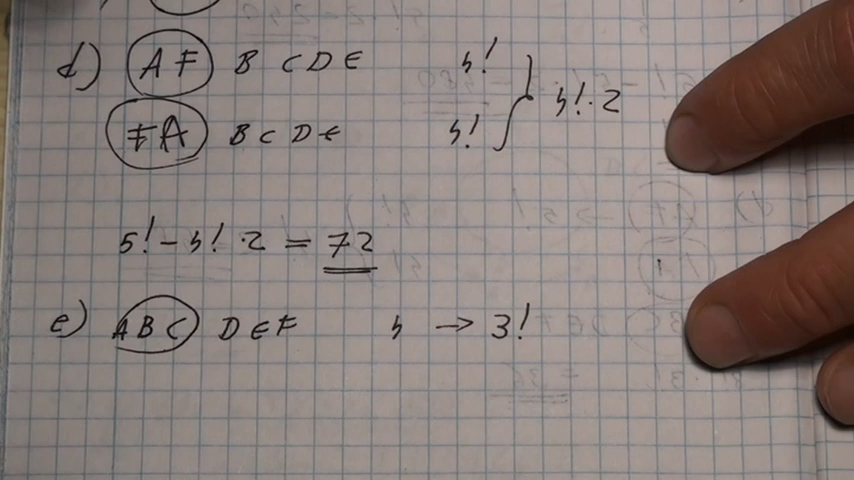 d) AF B C D E 4!
FA B C D E 4! } 4! · 2
5! - 4! · 2 = 72
e) ABC D E F 4 → 3!